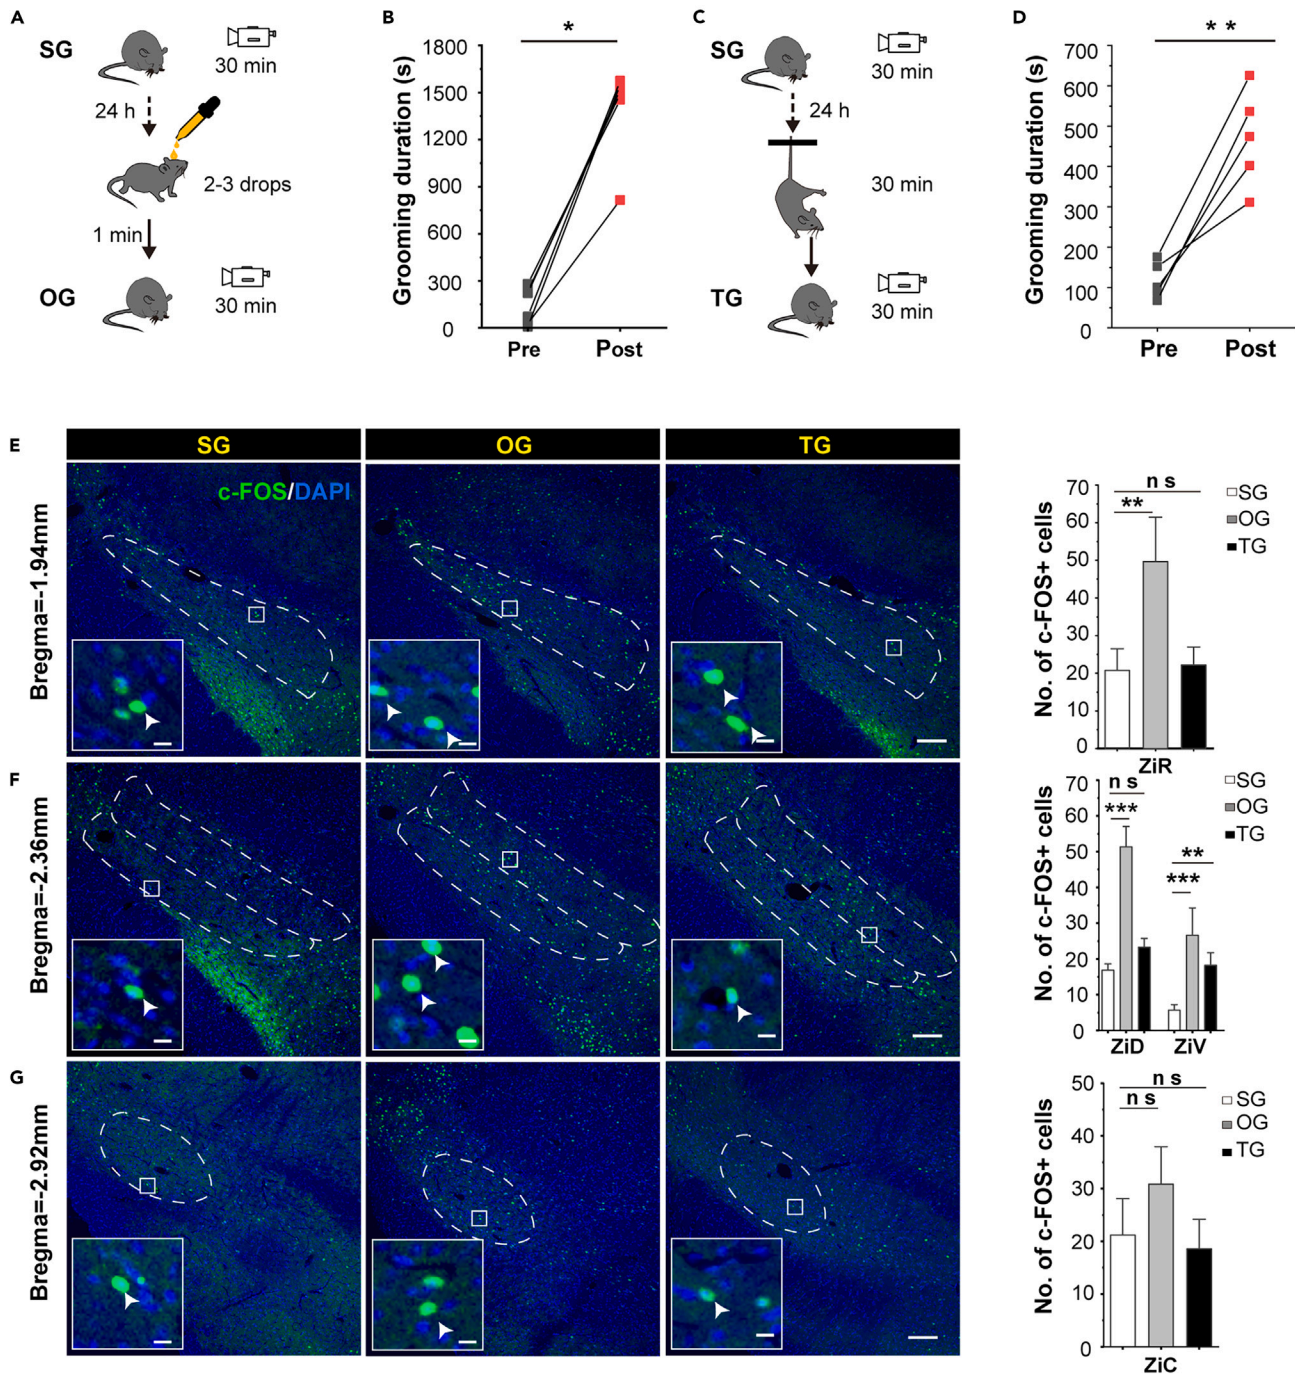 A
SG
30 min
24 h
2-3 drops
1 min
OG
30 min
B
*
Grooming duration (s)
1800
1500
1200
900
600
300
0
Pre
Post
C
SG
30 min
24 h
30 min
TG
30 min
D
* *
Grooming duration (s)
700
600
500
400
300
200
100
0
Pre
Post
E
SG
OG
TG
c-FOS/DAPI
Bregma=-1.94mm
No. of c-FOS+ cells
70
60
50
40
30
20
10
0
n s
**
SG
OG
TG
ZiR
F
Bregma=-2.36mm
No. of c-FOS+ cells
70
60
50
40
30
20
10
0
n s
***
**
***
SG
OG
TG
ZiD
ZiV
G
Bregma=-2.92mm
No. of c-FOS+ cells
50
40
30
20
10
0
n s
n s
SG
OG
TG
ZiC